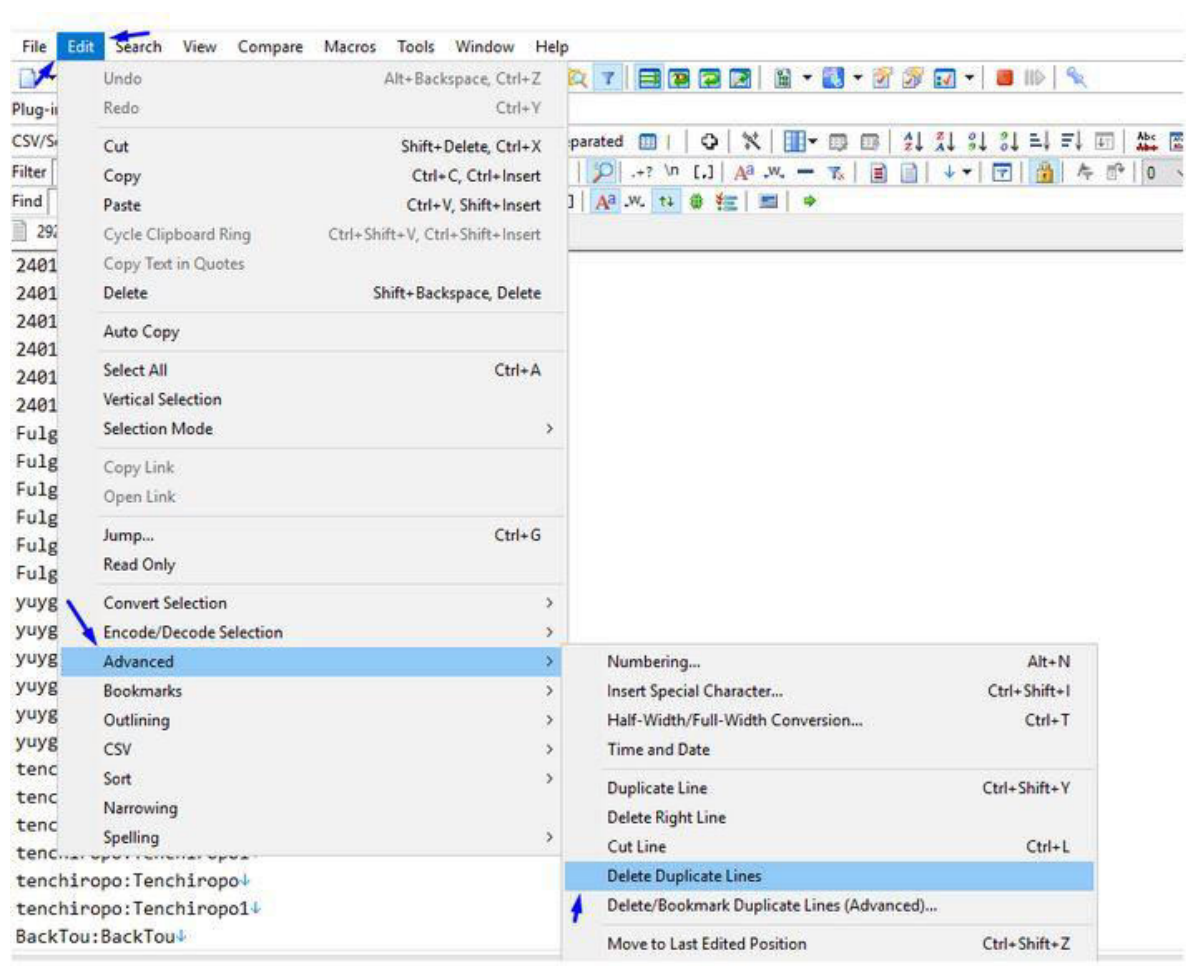 File Edit Search View Compare Macros Tools Window Help
Undo Alt+Backspace, Ctrl+Z
Plug-i
Redo Ctrl+Y
CSV/S
Cut Shift+Delete, Ctrl+X
parated
Filter
Copy Ctrl+C, Ctrl+Insert
0
Find
Paste Ctrl+V, Shift+Insert
292
Cycle Clipboard Ring Ctrl+Shift+V, Ctrl+Shift+Insert
2401
Copy Text in Quotes
2401
Delete Shift+Backspace, Delete
2401
Auto Copy
2401
2401
Select All Ctrl+A
2401
Vertical Selection
Fulg
Selection Mode
Fulg
Copy Link
Fulg
Open Link
Fulg
Jump... Ctrl+G
Fulg
Read Only
Fulg
yuyg
Convert Selection
yuyg
Encode/Decode Selection
yuyg
Advanced
Numbering... Alt+N
yuyg
Bookmarks
Insert Special Character... Ctrl+Shift+I
yuyg
Outlining
Half-Width/Full-Width Conversion... Ctrl+T
yuyg
CSV
Time and Date
tenc
Sort
Duplicate Line Ctrl+Shift+Y
tenc
Narrowing
Delete Right Line
tenc
Spelling
Cut Line Ctrl+L
tenchiropo:Tenchiropo↓
Delete Duplicate Lines
tenchiropo:Tenchiropo1↓
Delete/Bookmark Duplicate Lines (Advanced)...
BackTou:BackTou↓
Move to Last Edited Position Ctrl+Shift+Z